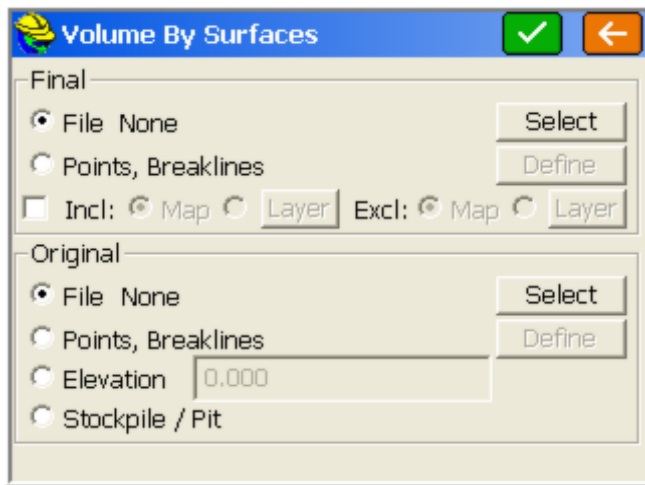 Volume By Surfaces
Final
File None Select
Points, Breaklines Define
Incl: Map Layer Excl: Map Layer
Original
File None Select
Points, Breaklines Define
Elevation 0.000
Stockpile / Pit